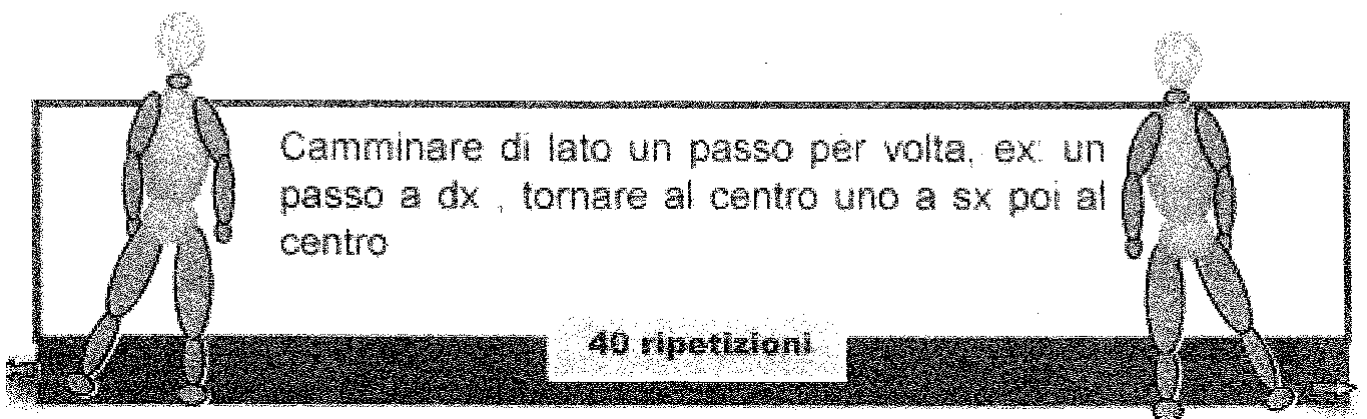 Camminare di lato un passo per volta, ex: un
passo a dx , tornare al centro uno a sx poi al
centro
40 ripetizioni